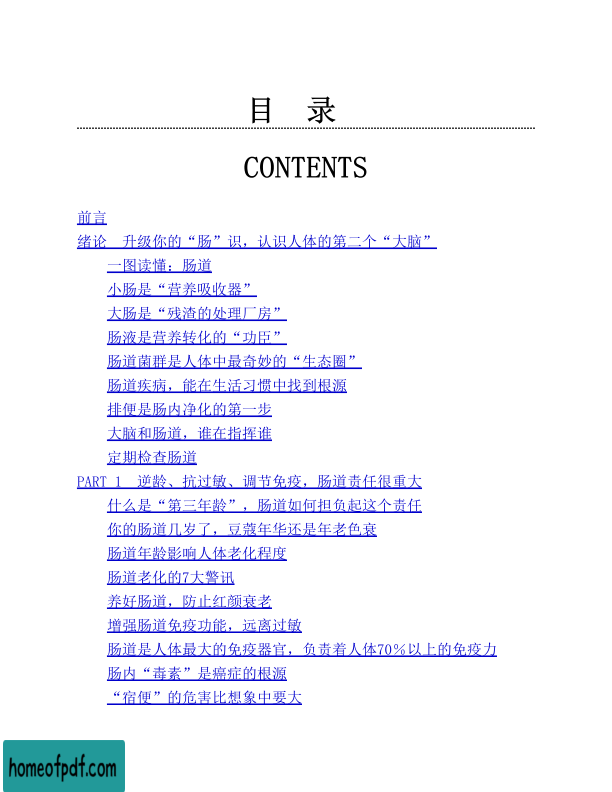 目 录
CONTENTS
前言
绪论 升级你的“肠”识，认识人体的第二个“大脑”
一图读懂：肠道
小肠是“营养吸收器”
大肠是“残渣的处理厂房”
肠液是营养转化的“功臣”
肠道菌群是人体中最奇妙的“生态圈”
肠道疾病，能在生活习惯中找到根源
排便是肠内净化的第一步
大脑和肠道，谁在指挥谁
定期检查肠道
PART 1 逆龄、抗过敏、调节免疫，肠道责任很重大
什么是“第三年龄”，肠道如何担负起这个责任
你的肠道几岁了，豆蔻年华还是年老色衰
肠道年龄影响人体老化程度
肠道老化的7大警讯
养好肠道，防止红颜衰老
增强肠道免疫功能，远离过敏
肠道是人体最大的免疫器官，负责着人体70%以上的免疫力
肠内“毒素”是癌症的根源
“宿便”的危害比想象中要大
homeofpdf.com